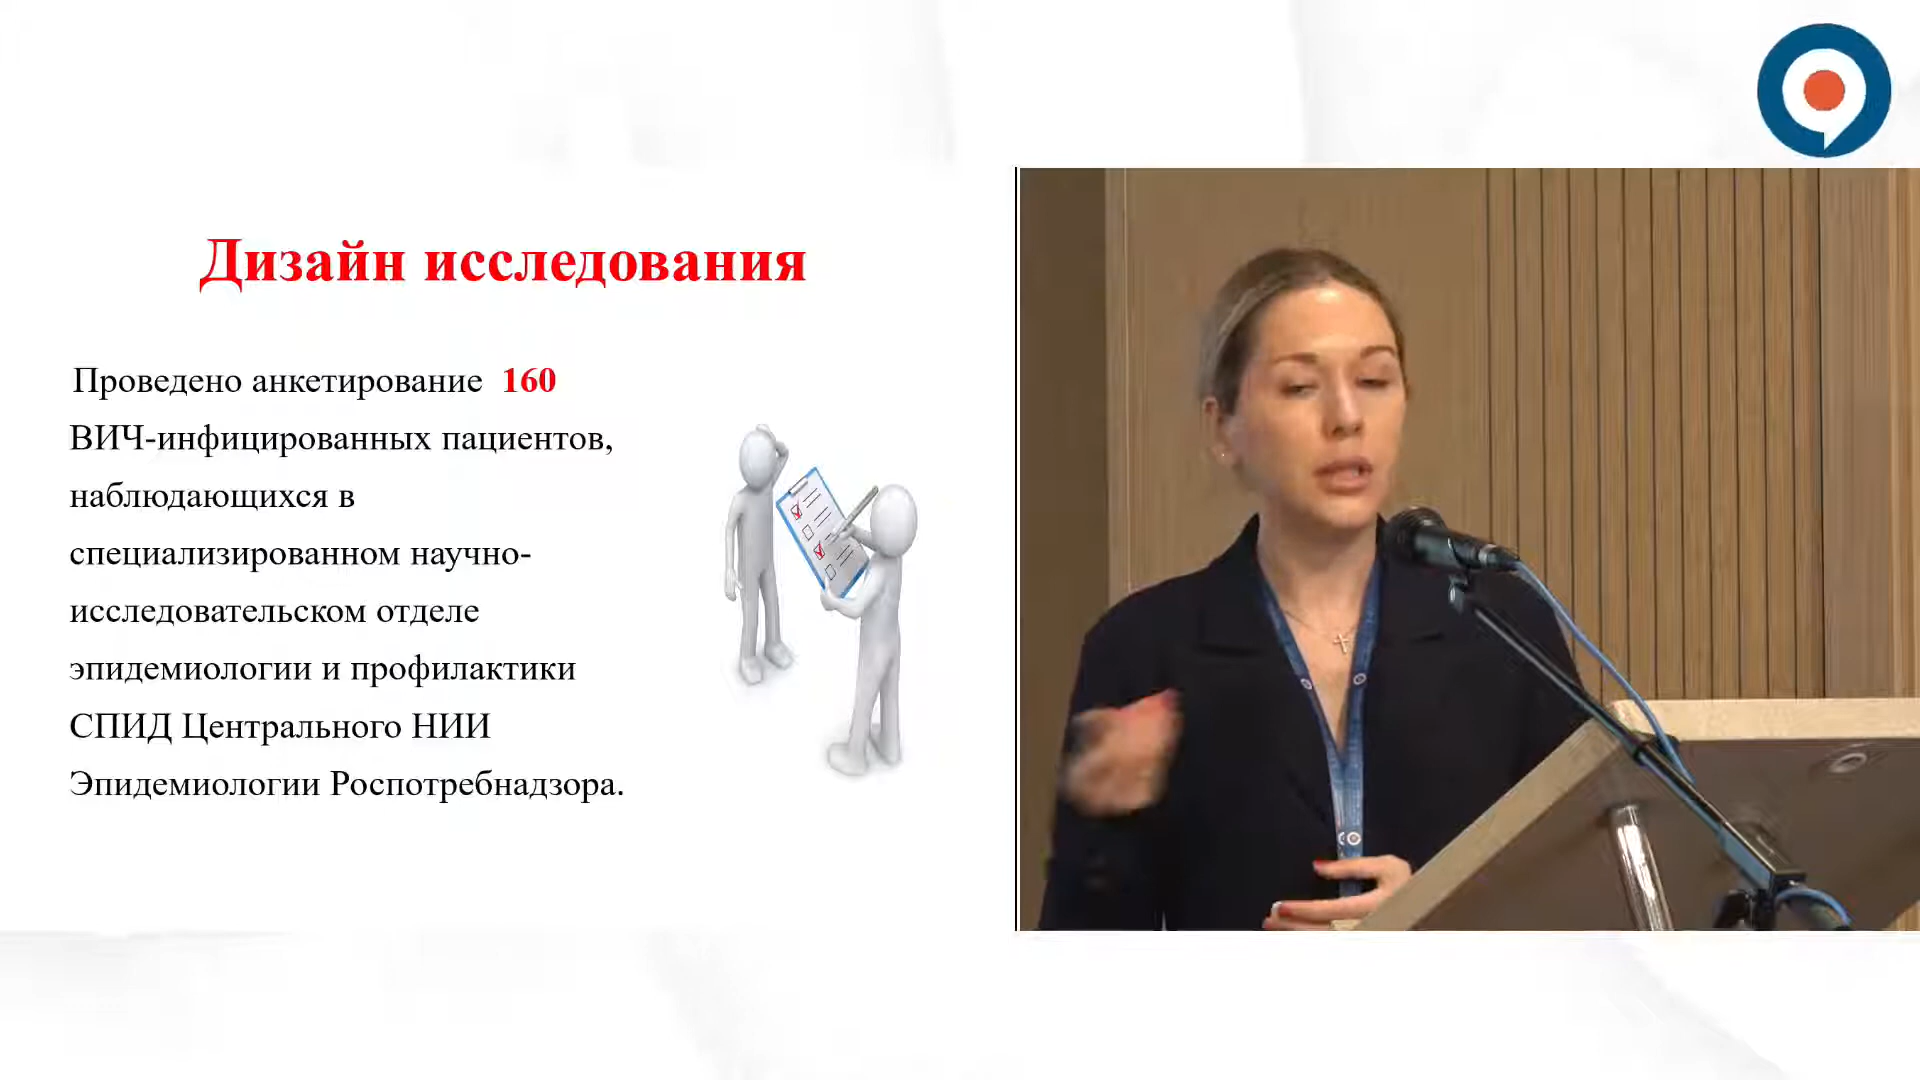 Дизайн исследования
Проведено анкетирование 160
ВИЧ-инфицированных пациентов,
наблюдающихся в
специализированном научно-
исследовательском отделе
эпидемиологии и профилактики
СПИД Центрального НИИ
Эпидемиологии Роспотребнадзора.